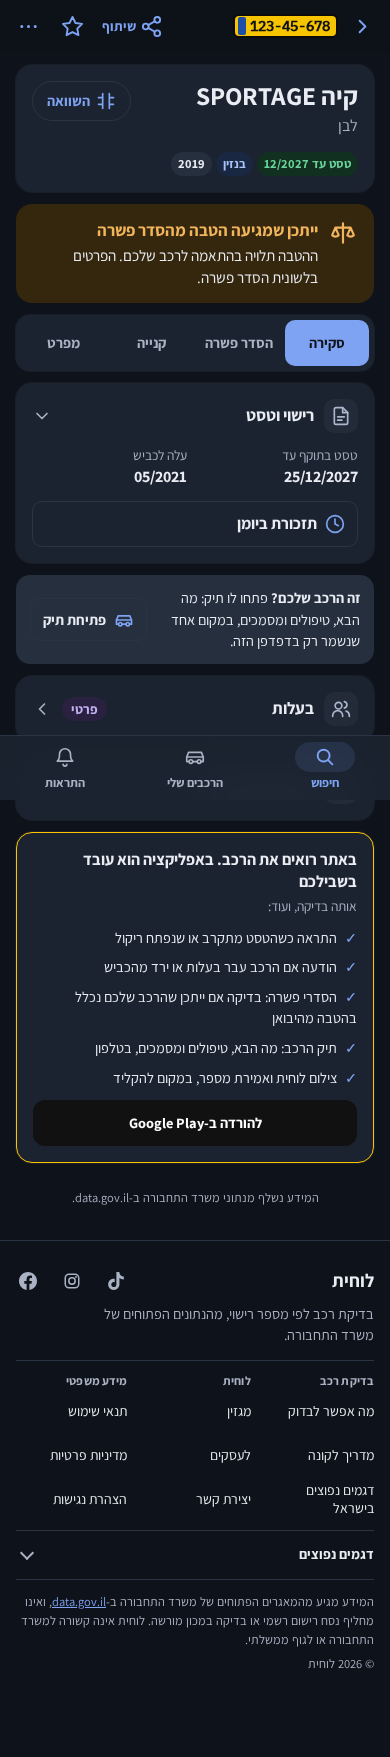 123-45-678
שיתוף
קיה SPORTAGE
השוואה
לבן
טסט עד 12/2027
בנזין
2019
ייתכן שמגיעה הטבה מהסדר פשרה
ההטבה תלויה בהתאמה לרכב שלכם. הפרטים
בלשונית הסדר פשרה.
סקירה
הסדר פשרה
קנייה
מפרט
רישוי וטסט
טסט בתוקף עד
עלה לכביש
25/12/2027
05/2021
תזכורת ביומן
זה הרכב שלכם? פתחו לו תיק: מה
הבא, טיפולים ומסמכים, במקום אחד
שנשמר רק בדפדפן הזה.
פתיחת תיק
בעלות
פרטי
חיפוש
הרכבים שלי
התראות
באתר רואים את הרכב. באפליקציה הוא עובד
בשבילכם
אותה בדיקה, ועוד:
✓ התראה כשהטסט מתקרב או שנפתח ריקול
✓ הודעה אם הרכב עבר בעלות או ירד מהכביש
✓ הסדרי פשרה: בדיקה אם ייתכן שהרכב שלכם נכלל
בהטבה מהיבואן
✓ תיק הרכב: מה הבא, טיפולים ומסמכים, בטלפון
✓ צילום לוחית ואמירת מספר, במקום להקליד
להורדה ב-Google Play
המידע נשלף מנתוני משרד התחבורה ב-data.gov.il.
לוחית
בדיקת רכב לפי מספר רישוי, מהנתונים הפתוחים של
משרד התחבורה.
בדיקת רכב
לוחית
מידע משפטי
מה אפשר לבדוק
מגזין
תנאי שימוש
מדריך לקונה
לעסקים
מדיניות פרטיות
דגמים נפוצים
בישראל
יצירת קשר
הצהרת נגישות
דגמים נפוצים
המידע מגיע מהמאגרים הפתוחים של משרד התחבורה ב-data.gov.il, ואינו
מחליף נסח רישום רשמי או בדיקה במכון מורשה. לוחית אינה קשורה למשרד
התחבורה או לגוף ממשלתי.
© 2026 לוחית